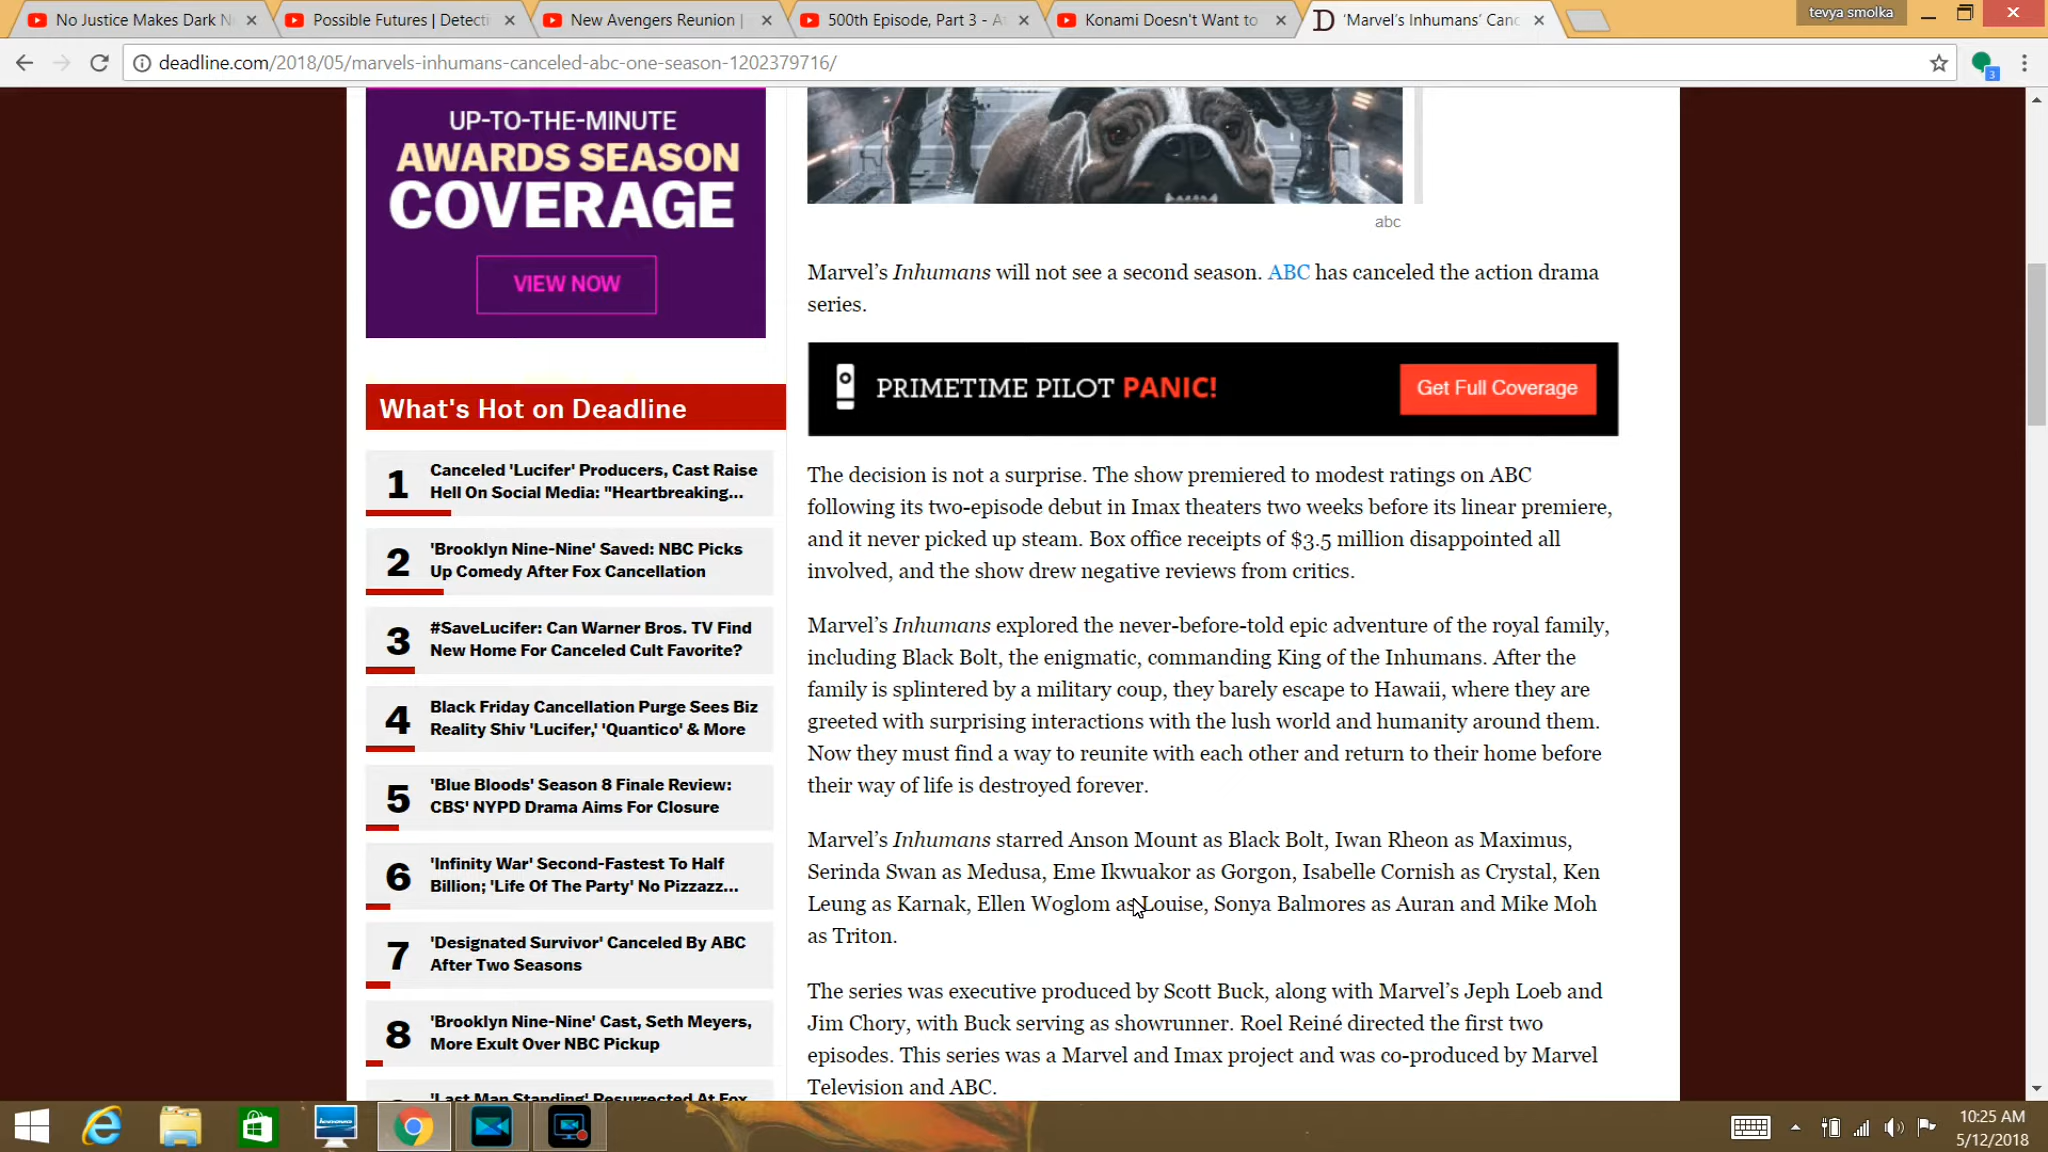 No Justice Makes Dark N
Possible Futures | Detecti
New Avengers Reunion |
500th Episode, Part 3 - A
Konami Doesn't Want to
'Marvel's Inhumans' Canc
tevya smolka
deadline.com/2018/05/marvels-inhumans-canceled-abc-one-season-1202379716/
3
UP-TO-THE-MINUTE
AWARDS SEASON
COVERAGE
VIEW NOW
What's Hot on Deadline
1 Canceled 'Lucifer' Producers, Cast Raise
Hell On Social Media: "Heartbreaking...
2 'Brooklyn Nine-Nine' Saved: NBC Picks
Up Comedy After Fox Cancellation
3 #SaveLucifer: Can Warner Bros. TV Find
New Home For Canceled Cult Favorite?
4 Black Friday Cancellation Purge Sees Biz
Reality Shiv 'Lucifer,' 'Quantico' & More
5 'Blue Bloods' Season 8 Finale Review:
CBS' NYPD Drama Aims For Closure
6 'Infinity War' Second-Fastest To Half
Billion; 'Life Of The Party' No Pizzazz...
7 'Designated Survivor' Canceled By ABC
After Two Seasons
8 'Brooklyn Nine-Nine' Cast, Seth Meyers,
More Exult Over NBC Pickup
'Last Man Standing' Resurrected At Fox
abc
Marvel's Inhumans will not see a second season. ABC has canceled the action drama
series.
PRIMETIME PILOT PANIC!
Get Full Coverage
The decision is not a surprise. The show premiered to modest ratings on ABC
following its two-episode debut in Imax theaters two weeks before its linear premiere,
and it never picked up steam. Box office receipts of $3.5 million disappointed all
involved, and the show drew negative reviews from critics.
Marvel's Inhumans explored the never-before-told epic adventure of the royal family,
including Black Bolt, the enigmatic, commanding King of the Inhumans. After the
family is splintered by a military coup, they barely escape to Hawaii, where they are
greeted with surprising interactions with the lush world and humanity around them.
Now they must find a way to reunite with each other and return to their home before
their way of life is destroyed forever.
Marvel's Inhumans starred Anson Mount as Black Bolt, Iwan Rheon as Maximus,
Serinda Swan as Medusa, Eme Ikwuakor as Gorgon, Isabelle Cornish as Crystal, Ken
Leung as Karnak, Ellen Woglom as Louise, Sonya Balmores as Auran and Mike Moh
as Triton.
The series was executive produced by Scott Buck, along with Marvel's Jeph Loeb and
Jim Chory, with Buck serving as showrunner. Roel Reiné directed the first two
episodes. This series was a Marvel and Imax project and was co-produced by Marvel
Television and ABC.
10:25 AM
5/12/2018